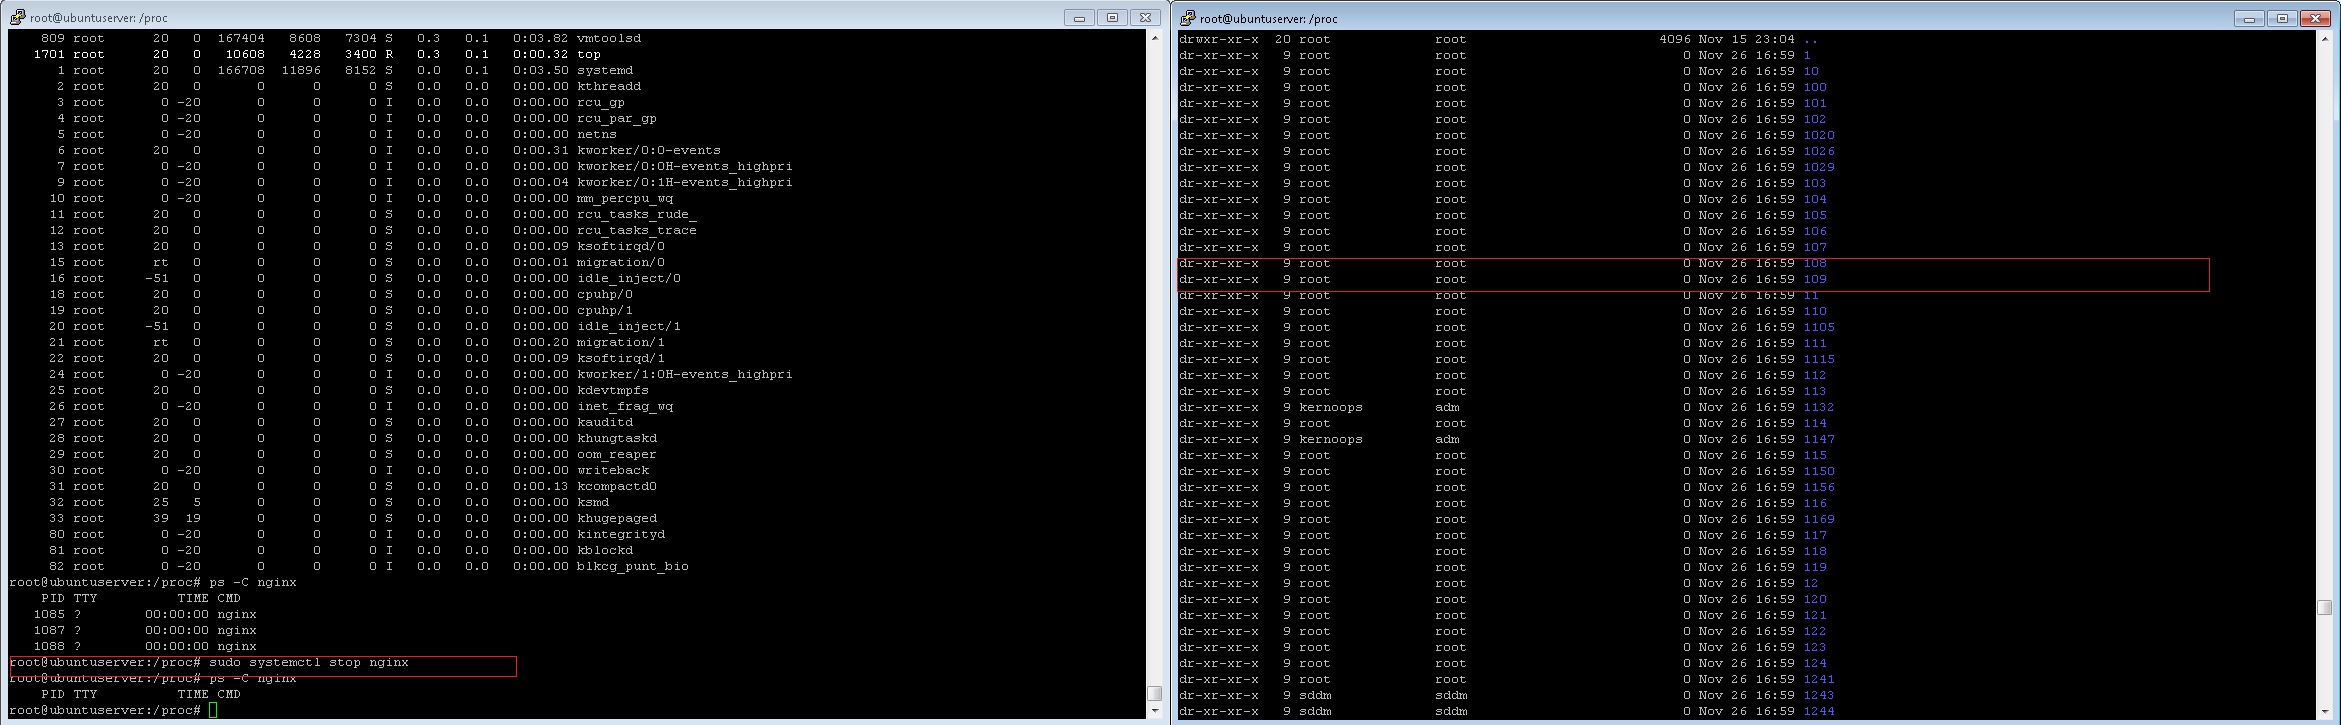 root@ubuntuserver: /proc
809 root 20 0 167404 8608 7304 S 0.3 0.1 0:03.82 vmtoolsd
1701 root 20 0 10608 4228 3400 R 0.3 0.1 0:00.32 top
1 root 20 0 166708 11896 8152 S 0.0 0.1 0:03.50 systemd
2 root 20 0 0 0 0 S 0.0 0.0 0:00.00 kthreadd
3 root 0 -20 0 0 0 I 0.0 0.0 0:00.00 rcu_gp
4 root 0 -20 0 0 0 I 0.0 0.0 0:00.00 rcu_par_gp
5 root 0 -20 0 0 0 I 0.0 0.0 0:00.00 netns
6 root 20 0 0 0 0 I 0.0 0.0 0:00.31 kworker/0:0-events
7 root 0 -20 0 0 0 I 0.0 0.0 0:00.00 kworker/0:0H-events_highpri
9 root 0 -20 0 0 0 I 0.0 0.0 0:00.04 kworker/0:1H-events_highpri
10 root 0 -20 0 0 0 I 0.0 0.0 0:00.00 mm_percpu_wq
11 root 20 0 0 0 0 S 0.0 0.0 0:00.00 rcu_tasks_rude_
12 root 20 0 0 0 0 S 0.0 0.0 0:00.00 rcu_tasks_trace
13 root 20 0 0 0 0 S 0.0 0.0 0:00.09 ksoftirqd/0
15 root rt 0 0 0 0 S 0.0 0.0 0:00.01 migration/0
16 root -51 0 0 0 0 S 0.0 0.0 0:00.00 idle_inject/0
18 root 20 0 0 0 0 S 0.0 0.0 0:00.00 cpuhp/0
19 root 20 0 0 0 0 S 0.0 0.0 0:00.00 cpuhp/1
20 root -51 0 0 0 0 S 0.0 0.0 0:00.00 idle_inject/1
21 root rt 0 0 0 0 S 0.0 0.0 0:00.20 migration/1
22 root 20 0 0 0 0 S 0.0 0.0 0:00.09 ksoftirqd/1
24 root 0 -20 0 0 0 I 0.0 0.0 0:00.00 kworker/1:0H-events_highpri
25 root 20 0 0 0 0 S 0.0 0.0 0:00.00 kdevtmpfs
26 root 0 -20 0 0 0 I 0.0 0.0 0:00.00 inet_frag_wq
27 root 20 0 0 0 0 S 0.0 0.0 0:00.00 kauditd
28 root 20 0 0 0 0 S 0.0 0.0 0:00.00 khungtaskd
29 root 20 0 0 0 0 S 0.0 0.0 0:00.00 oom_reaper
30 root 0 -20 0 0 0 I 0.0 0.0 0:00.00 writeback
31 root 20 0 0 0 0 S 0.0 0.0 0:00.13 kcompactd0
32 root 25 5 0 0 0 S 0.0 0.0 0:00.00 ksmd
33 root 39 19 0 0 0 S 0.0 0.0 0:00.00 khugepaged
80 root 0 -20 0 0 0 I 0.0 0.0 0:00.00 kintegrityd
81 root 0 -20 0 0 0 I 0.0 0.0 0:00.00 kblockd
82 root 0 -20 0 0 0 I 0.0 0.0 0:00.00 blkcg_punt_bio
root@ubuntuserver:/proc# ps -C nginx
PID TTY TIME CMD
1085 ? 00:00:00 nginx
1087 ? 00:00:00 nginx
1088 ? 00:00:00 nginx
root@ubuntuserver:/proc# sudo systemctl stop nginx
root@ubuntuserver:/proc# ps -C nginx
PID TTY TIME CMD
root@ubuntuserver:/proc#
root@ubuntuserver: /proc
drwxr-xr-x 20 root root 4096 Nov 15 23:04 ..
dr-xr-xr-x 9 root root 0 Nov 26 16:59 1
dr-xr-xr-x 9 root root 0 Nov 26 16:59 10
dr-xr-xr-x 9 root root 0 Nov 26 16:59 100
dr-xr-xr-x 9 root root 0 Nov 26 16:59 101
dr-xr-xr-x 9 root root 0 Nov 26 16:59 102
dr-xr-xr-x 9 root root 0 Nov 26 16:59 1020
dr-xr-xr-x 9 root root 0 Nov 26 16:59 1026
dr-xr-xr-x 9 root root 0 Nov 26 16:59 1029
dr-xr-xr-x 9 root root 0 Nov 26 16:59 103
dr-xr-xr-x 9 root root 0 Nov 26 16:59 104
dr-xr-xr-x 9 root root 0 Nov 26 16:59 105
dr-xr-xr-x 9 root root 0 Nov 26 16:59 106
dr-xr-xr-x 9 root root 0 Nov 26 16:59 107
dr-xr-xr-x 9 root root 0 Nov 26 16:59 108
dr-xr-xr-x 9 root root 0 Nov 26 16:59 109
dr-xr-xr-x 9 root root 0 Nov 26 16:59 11
dr-xr-xr-x 9 root root 0 Nov 26 16:59 110
dr-xr-xr-x 9 root root 0 Nov 26 16:59 1105
dr-xr-xr-x 9 root root 0 Nov 26 16:59 111
dr-xr-xr-x 9 root root 0 Nov 26 16:59 1115
dr-xr-xr-x 9 root root 0 Nov 26 16:59 112
dr-xr-xr-x 9 root root 0 Nov 26 16:59 113
dr-xr-xr-x 9 kernoops adm 0 Nov 26 16:59 1132
dr-xr-xr-x 9 root root 0 Nov 26 16:59 114
dr-xr-xr-x 9 kernoops adm 0 Nov 26 16:59 1147
dr-xr-xr-x 9 root root 0 Nov 26 16:59 115
dr-xr-xr-x 9 root root 0 Nov 26 16:59 1150
dr-xr-xr-x 9 root root 0 Nov 26 16:59 1156
dr-xr-xr-x 9 root root 0 Nov 26 16:59 116
dr-xr-xr-x 9 root root 0 Nov 26 16:59 1169
dr-xr-xr-x 9 root root 0 Nov 26 16:59 117
dr-xr-xr-x 9 root root 0 Nov 26 16:59 118
dr-xr-xr-x 9 root root 0 Nov 26 16:59 119
dr-xr-xr-x 9 root root 0 Nov 26 16:59 12
dr-xr-xr-x 9 root root 0 Nov 26 16:59 120
dr-xr-xr-x 9 root root 0 Nov 26 16:59 121
dr-xr-xr-x 9 root root 0 Nov 26 16:59 122
dr-xr-xr-x 9 root root 0 Nov 26 16:59 123
dr-xr-xr-x 9 root root 0 Nov 26 16:59 124
dr-xr-xr-x 9 root root 0 Nov 26 16:59 1241
dr-xr-xr-x 9 sddm sddm 0 Nov 26 16:59 1243
dr-xr-xr-x 9 sddm sddm 0 Nov 26 16:59 1244